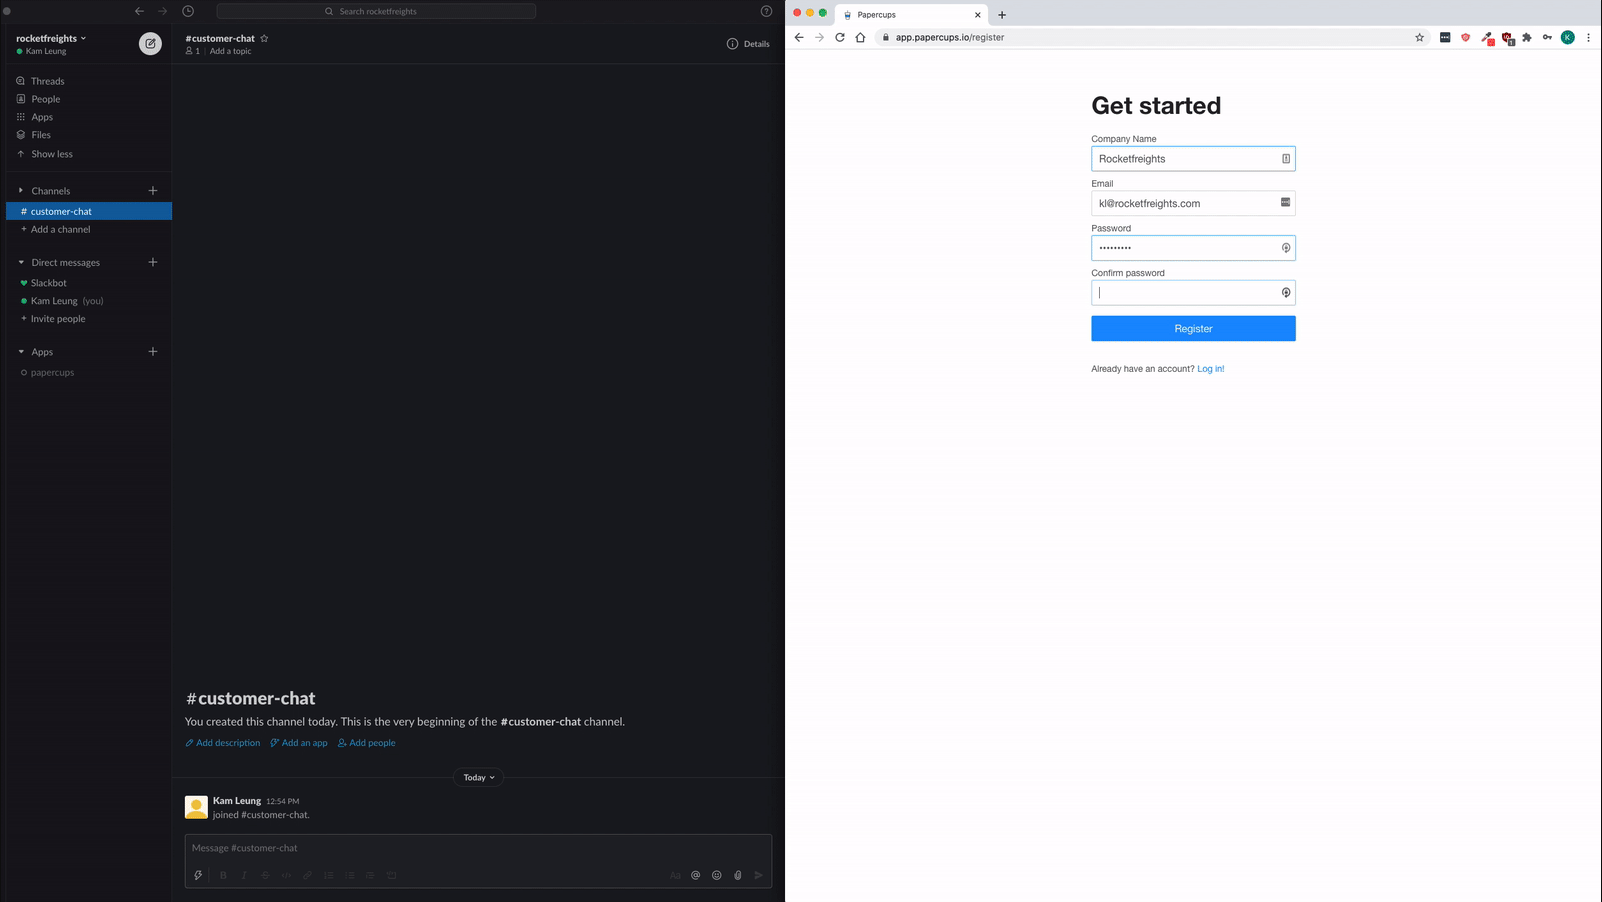 Search rocketfreights
rocketfreights
Kam Leung
Threads
People
Apps
Files
Show less
Channels
# customer-chat
+ Add a channel
Direct messages
Slackbot
Kam Leung (you)
+ Invite people
Apps
papercups
#customer-chat
1 | Add a topic
Details
#customer-chat
You created this channel today. This is the very beginning of the #customer-chat channel.
Add description Add an app Add people
Today
Kam Leung 12:54 PM
joined #customer-chat.
Message #customer-chat
Aa
Papercups
app.papercups.io/register
K
Get started
Company Name
Rocketfreights
Email
kl@rocketfreights.com
Password
•••••••••
Confirm password
Register
Already have an account? Log in!